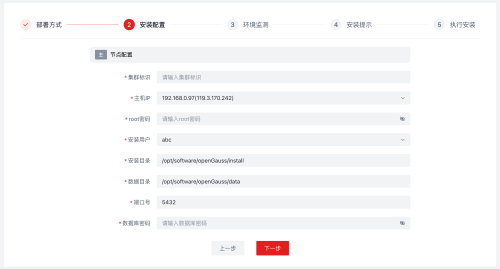 部署方式
2 安装配置
3 环境监测
4 安装提示
5 执行安装
节点配置
*集群标识 请输入集群标识
*主机IP 192.168.0.97(119.3.170.242)
*root密码 请输入root密码
*安装用户 abc
*安装目录 /opt/software/openGauss/install
*数据目录 /opt/software/openGauss/data
*端口号 5432
*数据库密码 请输入数据库密码
上一步 下一步